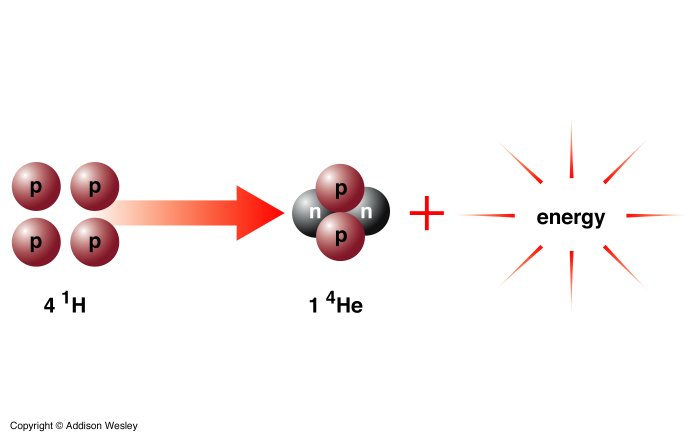 p p
p p
p
n n
p
+
energy
4 ¹H
1 ⁴He
Copyright © Addison Wesley